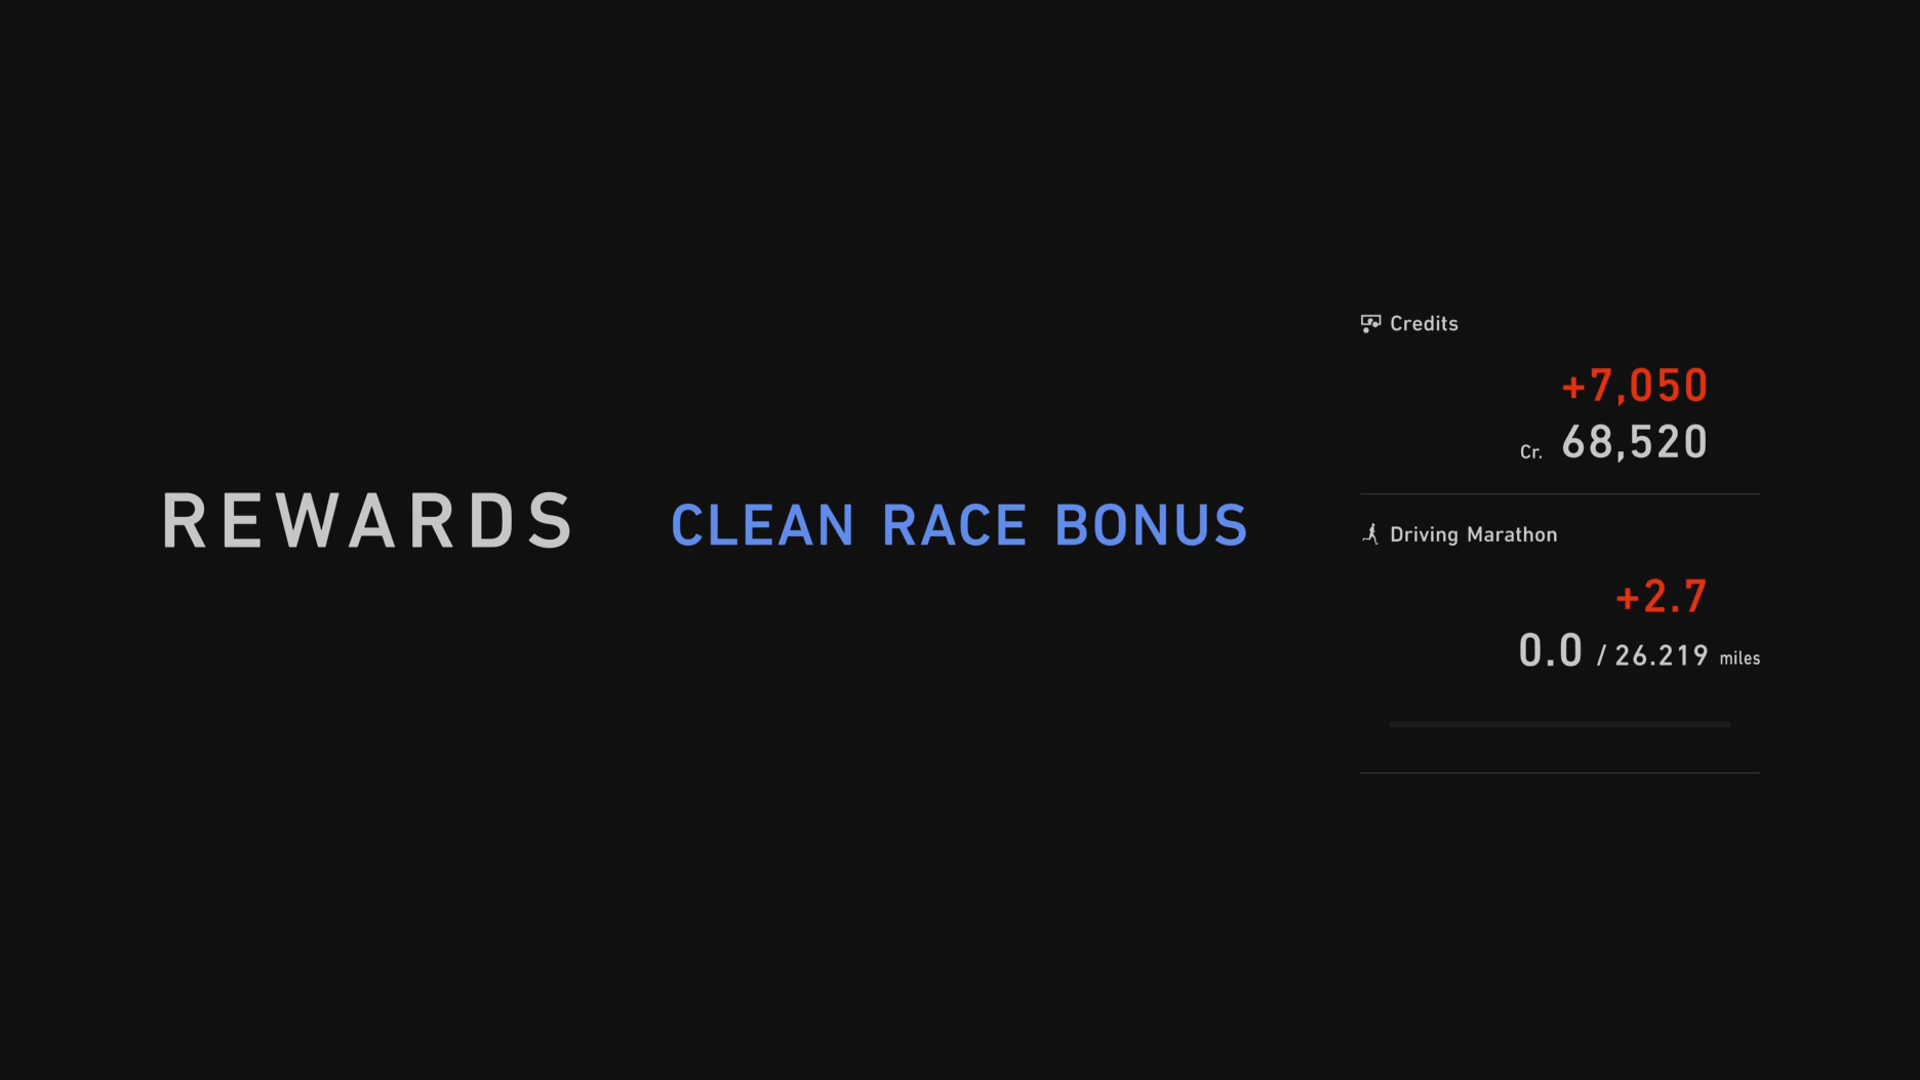 REWARDS
CLEAN RACE BONUS
Credits
+7,050
Cr. 68,520
Driving Marathon
+2.7
0.0 / 26.219 miles